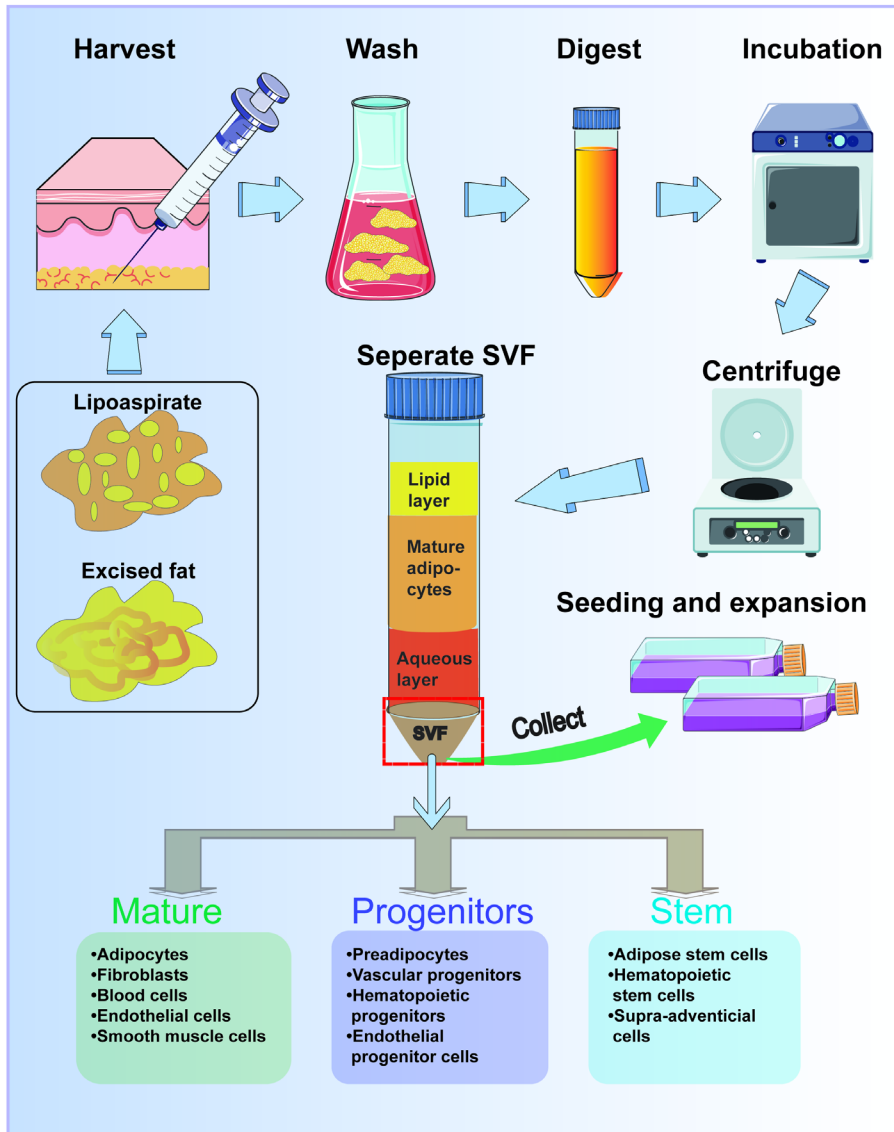 Harvest
Wash
Digest
Incubation
Lipoaspirate
Excised fat
Seperate SVF
Centrifuge
Lipid
layer
Mature
adipo-
cytes
Aqueous
layer
SVF
Collect
Seeding and expansion
Mature
•Adipocytes
•Fibroblasts
•Blood cells
•Endothelial cells
•Smooth muscle cells
Progenitors
•Preadipocytes
•Vascular progenitors
•Hematopoietic
progenitors
•Endothelial
progenitor cells
Stem
•Adipose stem cells
•Hematopoietic
stem cells
•Supra-adventicial
cells